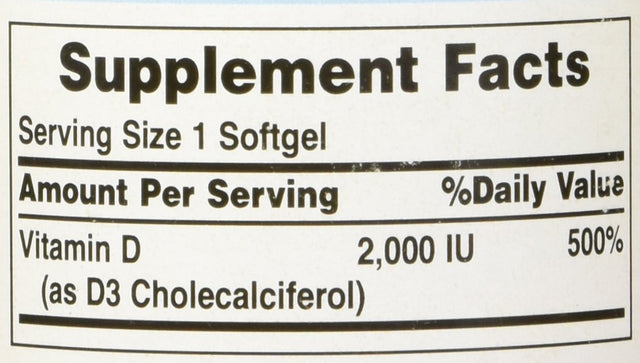 Supplement Facts
Serving Size 1 Softgel
Amount Per Serving %Daily Value
Vitamin D 2,000 IU 500%
(as D3 Cholecalciferol)